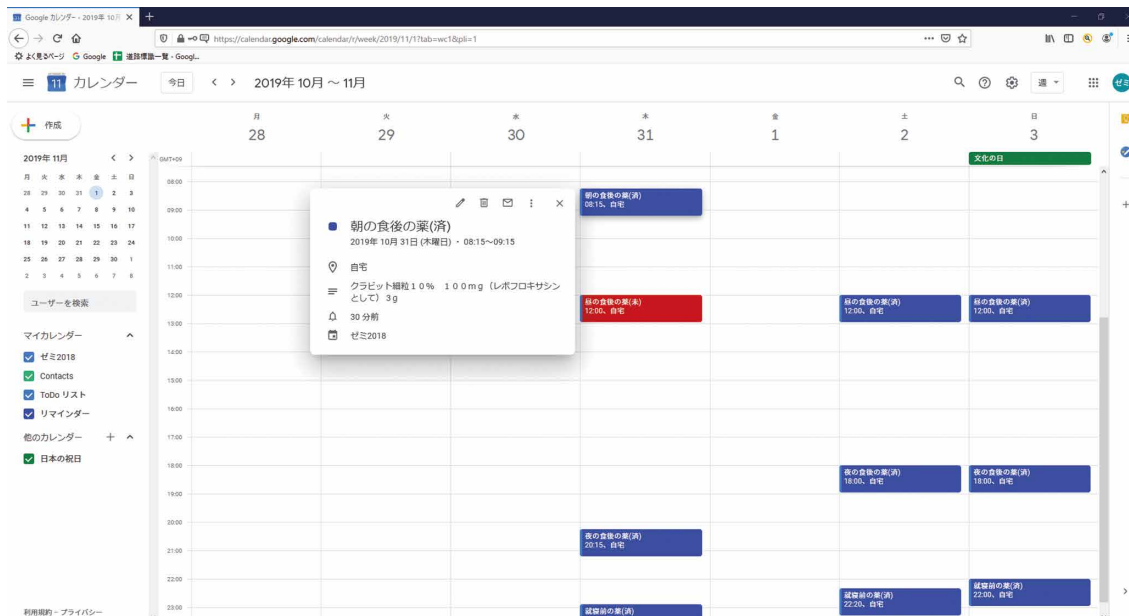 Google カレンダー - 2019年 10月
https://calendar.google.com/calendar/r/week/2019/11/1?tab=wc1&pli=1
よく見るページ Google 道路標識一覧 - Googl...
11 カレンダー 今日 2019年 10月 ～ 11月 週 ゼミ
作成
月 火 水 木 金 土 日
28 29 30 31 1 2 3
GMT+09 文化の日
2019年 11月
月 火 水 木 金 土 日
28 29 30 31 1 2 3
4 5 6 7 8 9 10
11 12 13 14 15 16 17
18 19 20 21 22 23 24
25 26 27 28 29 30 1
2 3 4 5 6 7 8
ユーザーを検索
マイカレンダー
ゼミ2018
Contacts
ToDo リスト
リマインダー
他のカレンダー
日本の祝日
利用規約 - プライバシー
08:00
09:00
10:00
11:00
12:00
13:00
14:00
15:00
16:00
17:00
18:00
19:00
20:00
21:00
22:00
23:00
朝の食後の薬(済)
2019年 10月 31日 (木曜日) ・ 08:15～09:15
自宅
クラビット細粒１０％　１００ｍｇ（レボフロキサシン
として）３ｇ
30 分前
ゼミ2018
朝の食後の薬(済)
08:15、自宅
昼の食後の薬(未)
12:00、自宅
夜の食後の薬(済)
20:15、自宅
就寝前の薬(済)
昼の食後の薬(済)
12:00、自宅
夜の食後の薬(済)
18:00、自宅
就寝前の薬(済)
22:20、自宅
昼の食後の薬(済)
12:00、自宅
夜の食後の薬(済)
18:00、自宅
就寝前の薬(済)
22:00、自宅